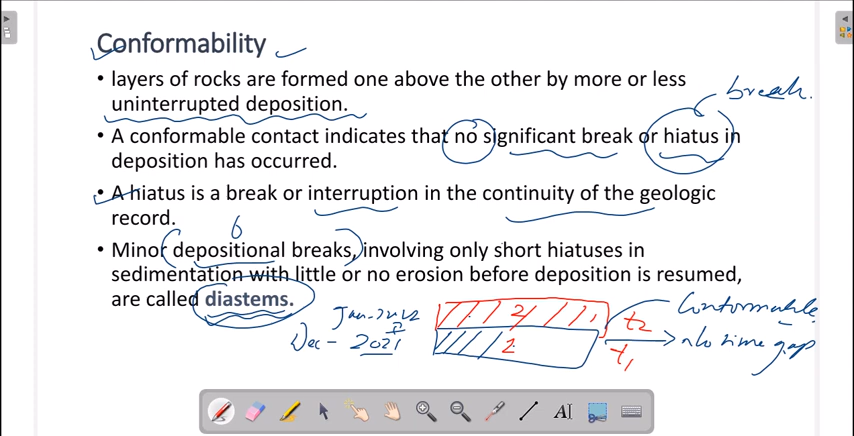 Conformability
• layers of rocks are formed one above the other by more or less
uninterrupted deposition.
break.
• A conformable contact indicates that no significant break or hiatus in
deposition has occurred.
• A hiatus is a break or interruption in the continuity of the geologic
record.
• Minor depositional breaks, involving only short hiatuses in
sedimentation with little or no erosion before deposition is resumed,
are called diastems.
Conformable
Dec - 2021
2
t2
no time gap
t1
AI